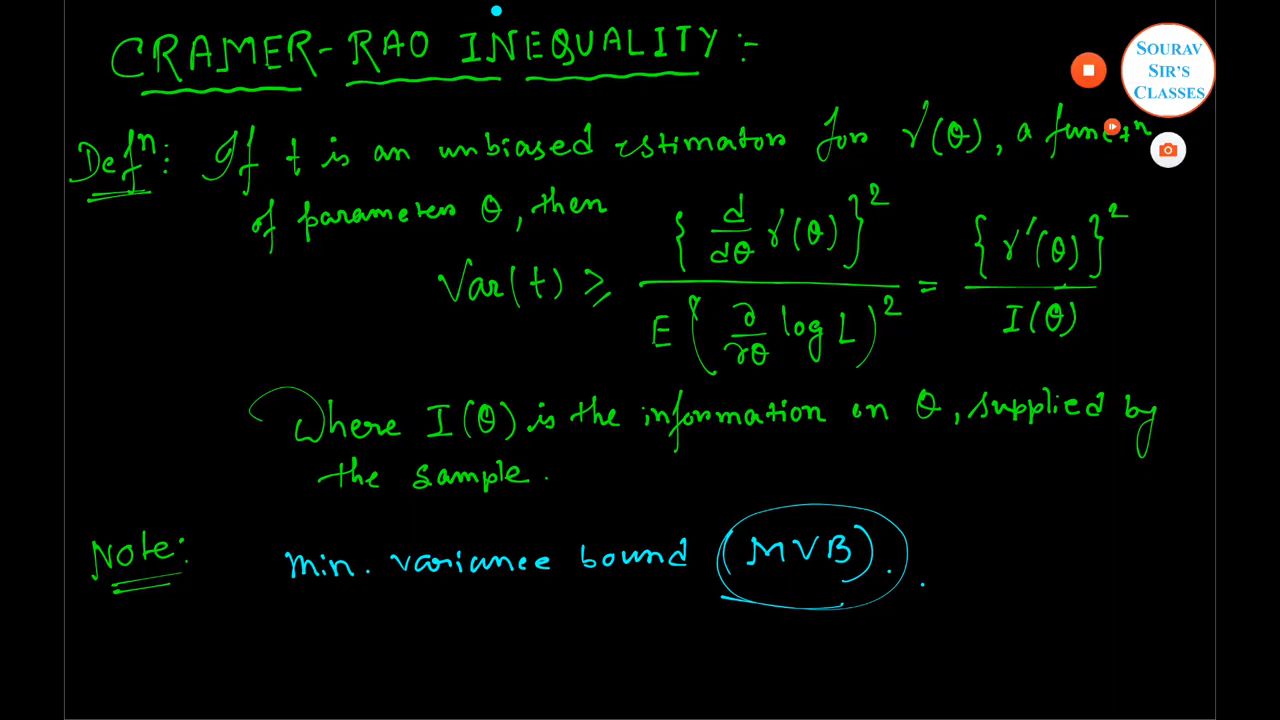 CRAMER-RAO INEQUALITY :-
SOURAV
SIR'S
CLASSES
Defⁿ: If t is an unbiased estimator for γ(θ), a functⁿ
of parameter θ, then
Var(t) ≥ { d/dθ γ(θ) }² / E( ∂/∂θ log L )² = { γ'(θ) }² / I(θ)
Where I(θ) is the information on θ, supplied by
the sample.
Note: Min. variance bound (MVB).